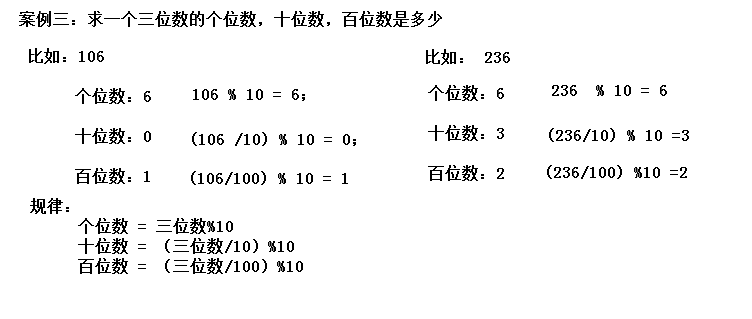 案例三：求一个三位数的个位数，十位数，百位数是多少
比如：106
个位数：6 106 % 10 = 6；
十位数：0 （106 /10）% 10 = 0；
百位数：1 （106/100）% 10 = 1
比如： 236
个位数：6 236 % 10 = 6
十位数：3 （236/10）% 10 =3
百位数：2 （236/100）%10 =2
规律：
个位数 = 三位数%10
十位数 = （三位数/10）%10
百位数 = （三位数/100）%10